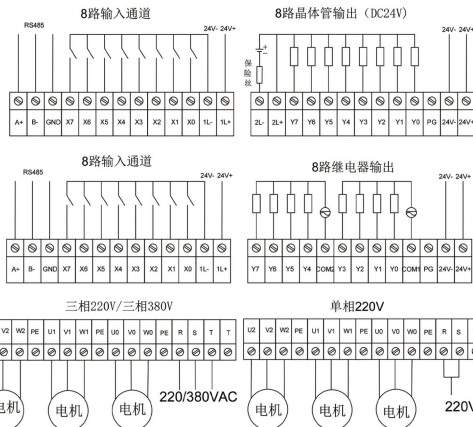 8路输入通道
RS485
24V- 24V+
A+ B- GND X7 X6 X5 X4 X3 X2 X1 X0 1L- 1L+
8路晶体管输出（DC24V）
24V- 24V+
保险丝
2L- 2L+ Y7 Y6 Y5 Y4 Y3 Y2 Y1 Y0 PG 24V- 24V+
8路输入通道
RS485
24V- 24V+
A+ B- GND X7 X6 X5 X4 X3 X2 X1 X0 1L- 1L+
8路继电器输出
24V- 24V+
Y7 Y6 Y5 Y4 COM2 Y3 Y2 Y1 Y0 COM1 PG 24V- 24V+
三相220V/三相380V
V2 W2 PE U1 V1 W1 PE U0 V0 W0 PE R S T T
电机 电机 电机 220/380VAC
单相220V
U2 V2 W2 PE U1 V1 W1 PE U0 V0 W0 PE R S
电机 电机 电机 220V